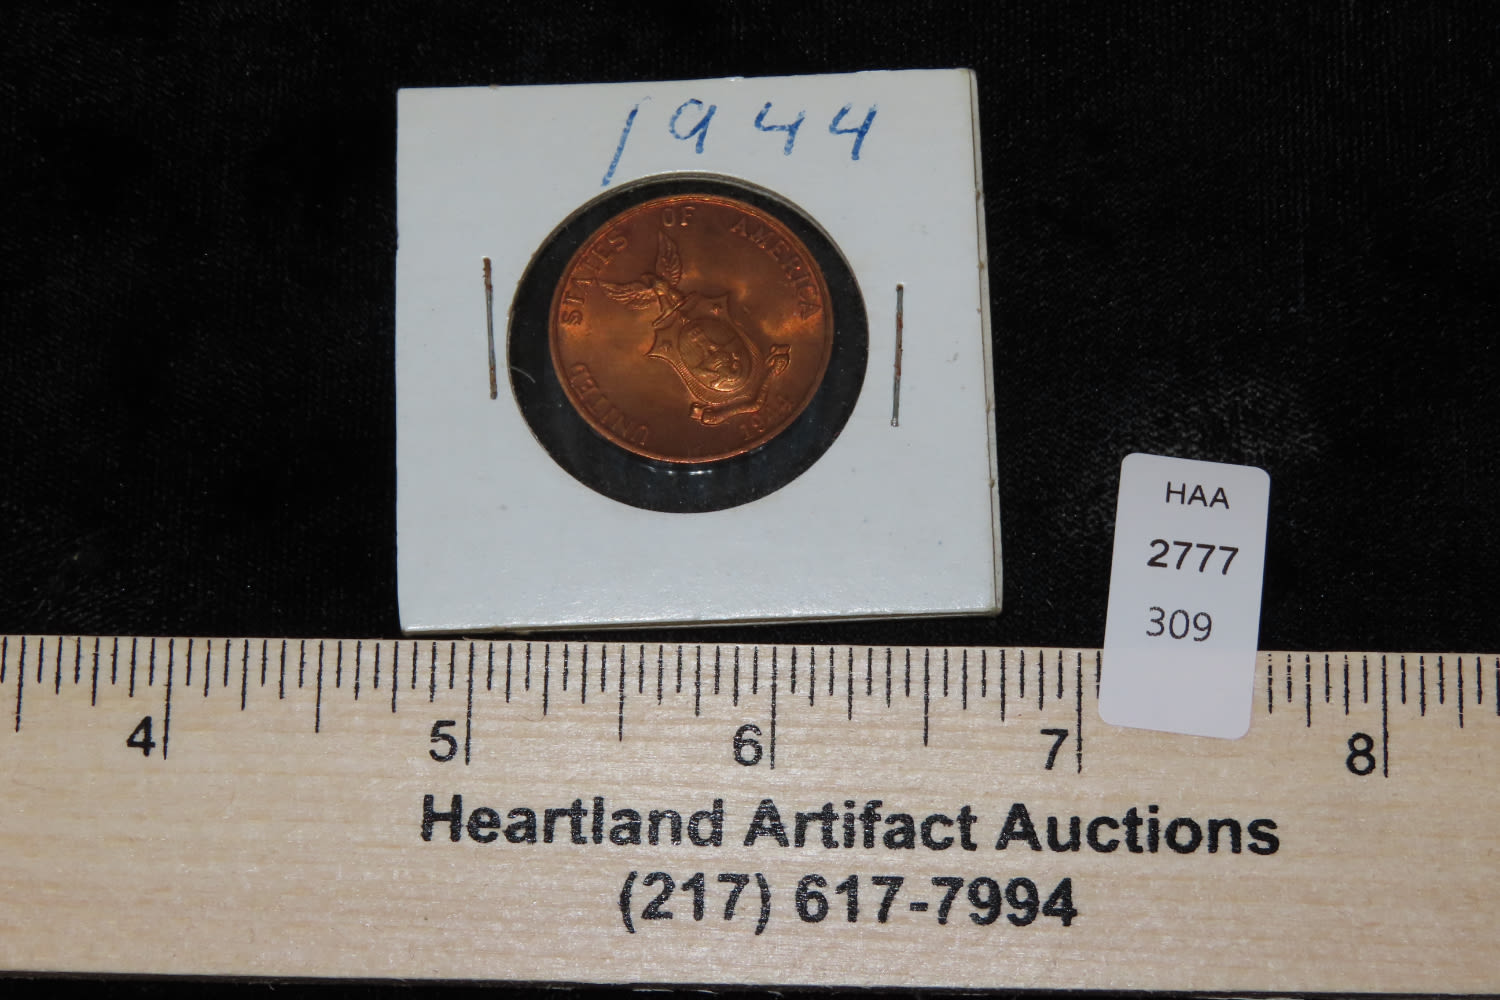 1944
UNITED STATES OF AMERICA
1944
HAA
2777
309
4 5 6 7 8
Heartland Artifact Auctions
(217) 617-7994